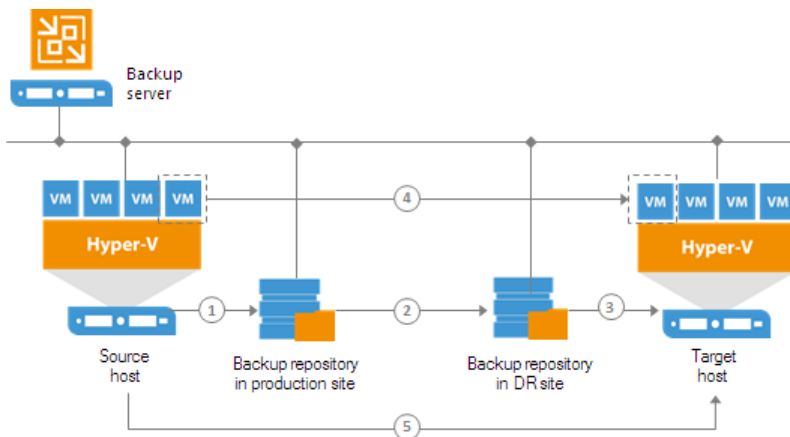 Backup
server
VM VM VM VM
4
VM VM VM VM
Hyper-V
Hyper-V
1
2
3
Source
host
Backup repository
in production site
Backup repository
in DR site
Target
host
5